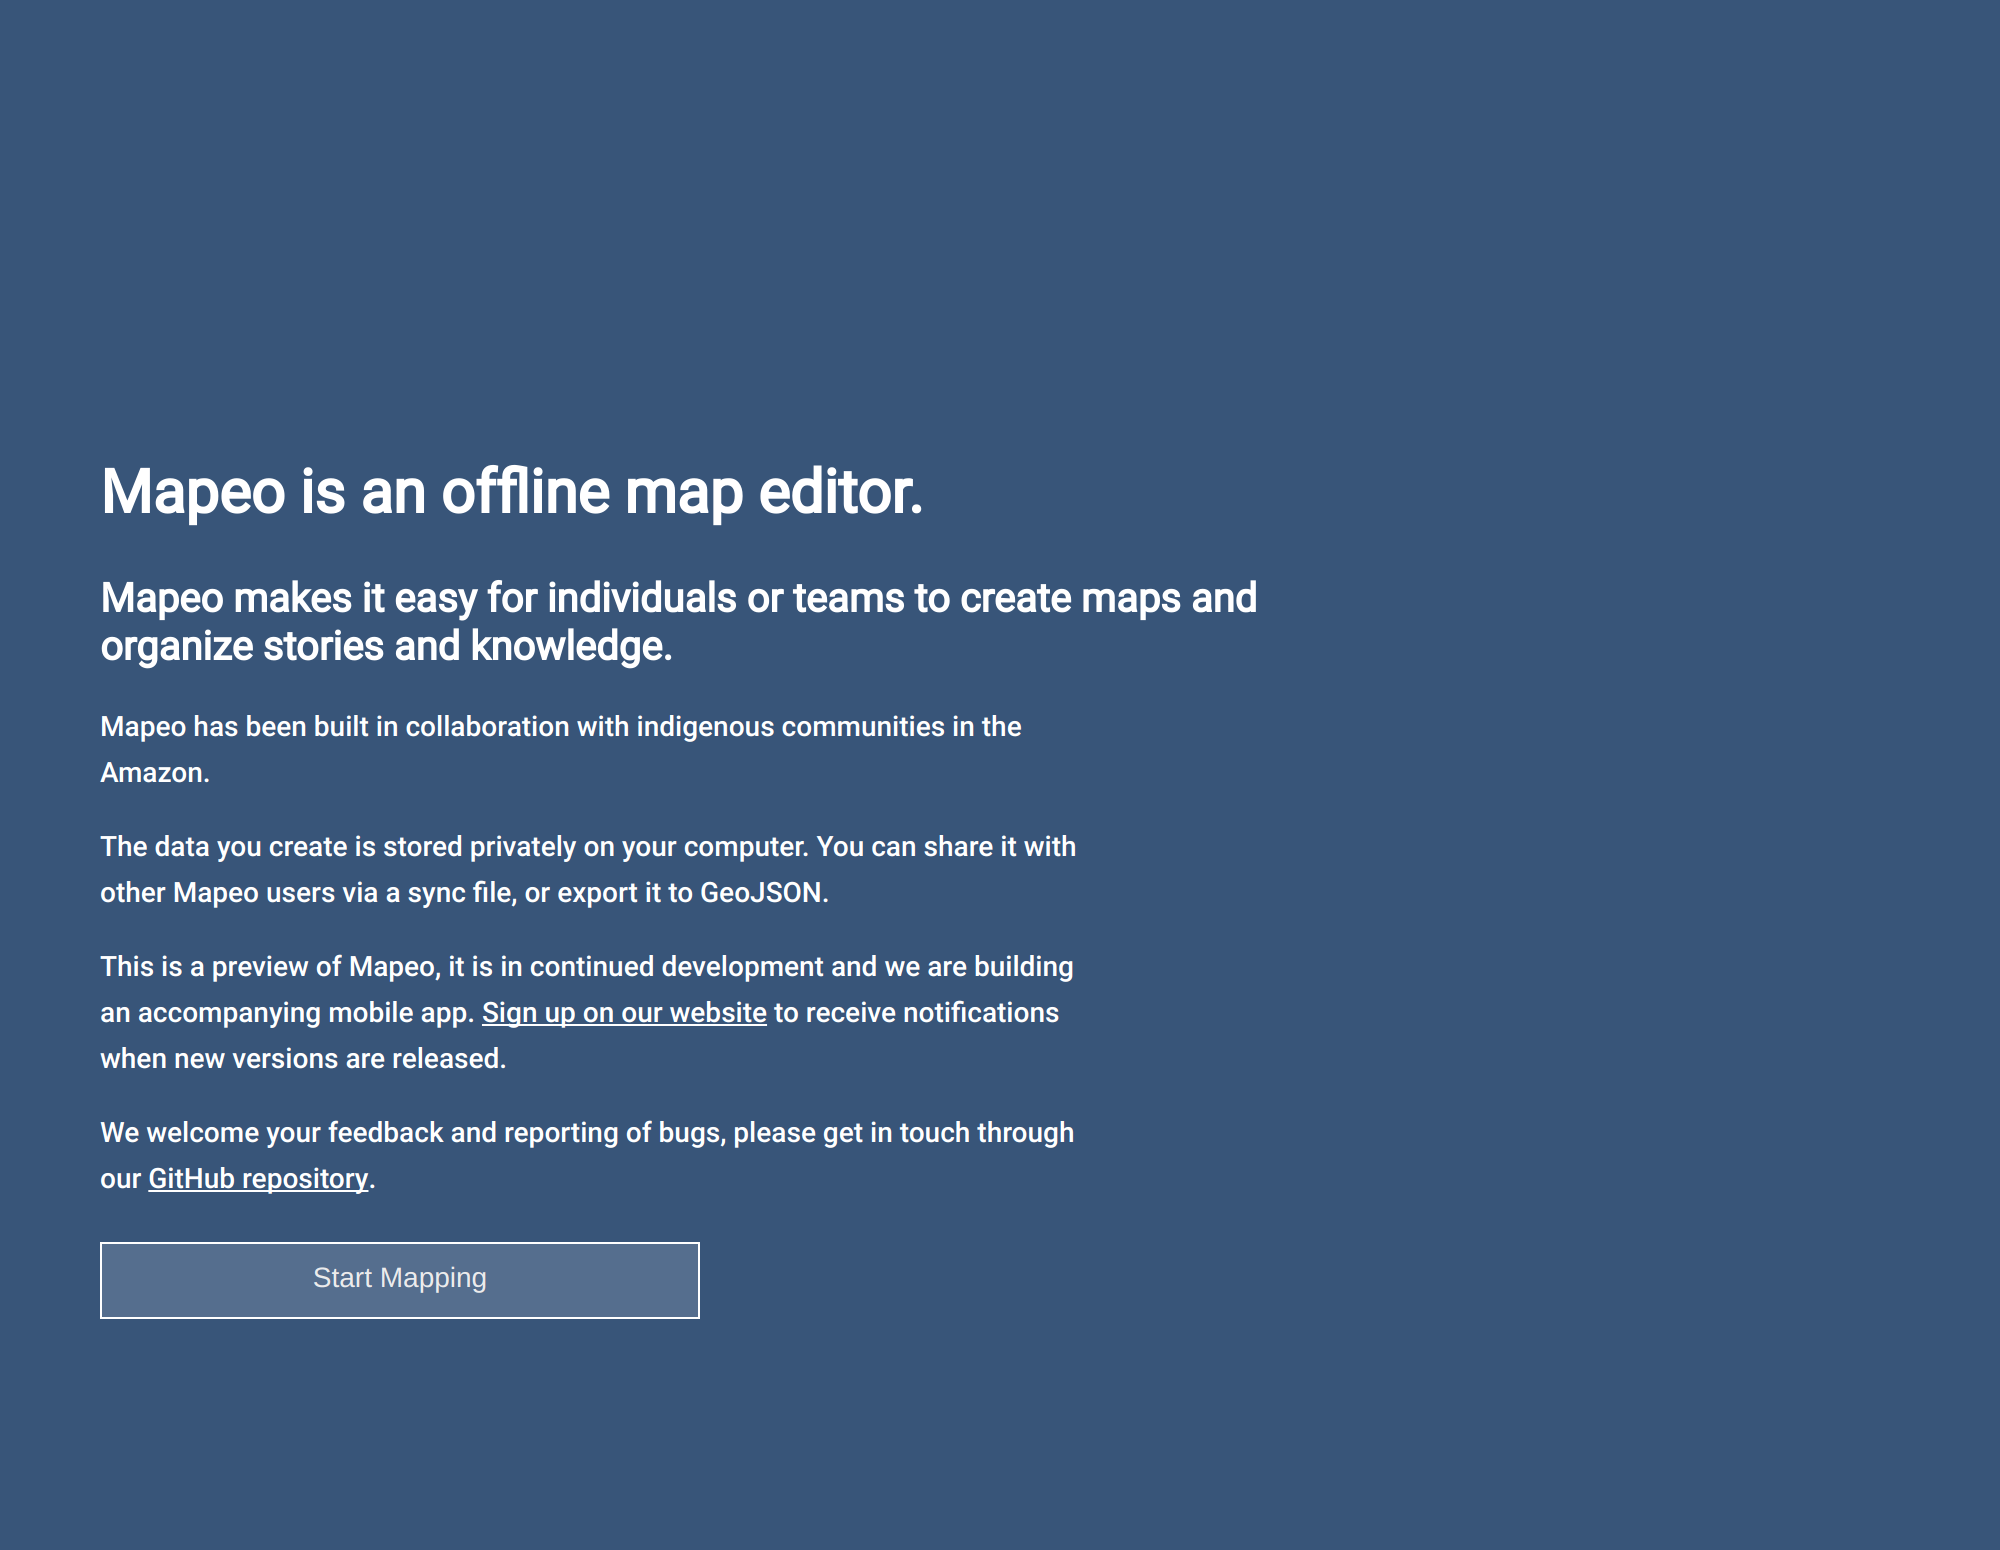 Mapeo is an offline map editor.
Mapeo makes it easy for individuals or teams to create maps and
organize stories and knowledge.
Mapeo has been built in collaboration with indigenous communities in the
Amazon.
The data you create is stored privately on your computer. You can share it with
other Mapeo users via a sync file, or export it to GeoJSON.
This is a preview of Mapeo, it is in continued development and we are building
an accompanying mobile app. Sign up on our website to receive notifications
when new versions are released.
We welcome your feedback and reporting of bugs, please get in touch through
our GitHub repository.
Start Mapping